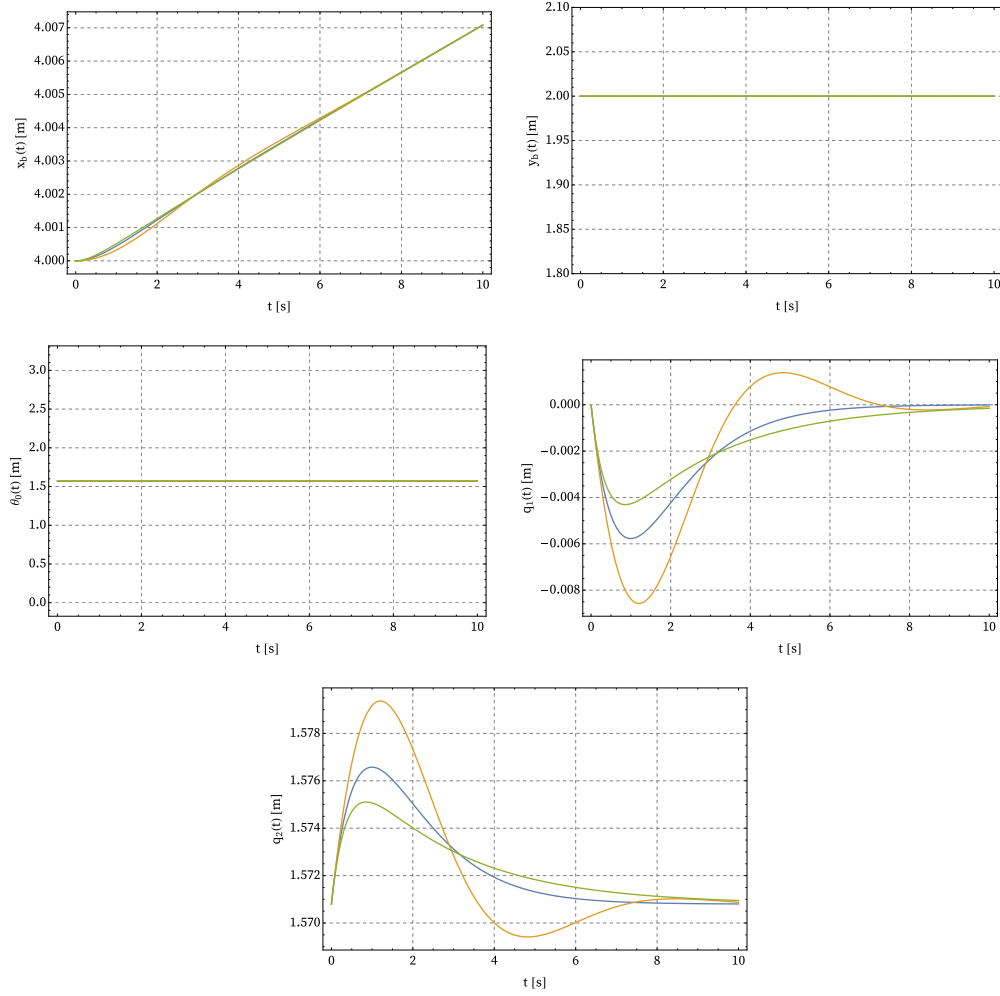 4.007
4.006
4.005
4.004
4.003
4.002
4.001
4.000
x_b(t) [m]
0 2 4 6 8 10
t [s]
2.10
2.05
2.00
1.95
1.90
1.85
1.80
y_b(t) [m]
0 2 4 6 8 10
t [s]
3.0
2.5
2.0
1.5
1.0
0.5
0.0
θ_0(t) [m]
0 2 4 6 8 10
t [s]
0.000
−0.002
−0.004
−0.006
−0.008
q_1(t) [m]
0 2 4 6 8 10
t [s]
1.578
1.576
1.574
1.572
1.570
q_2(t) [m]
0 2 4 6 8 10
t [s]